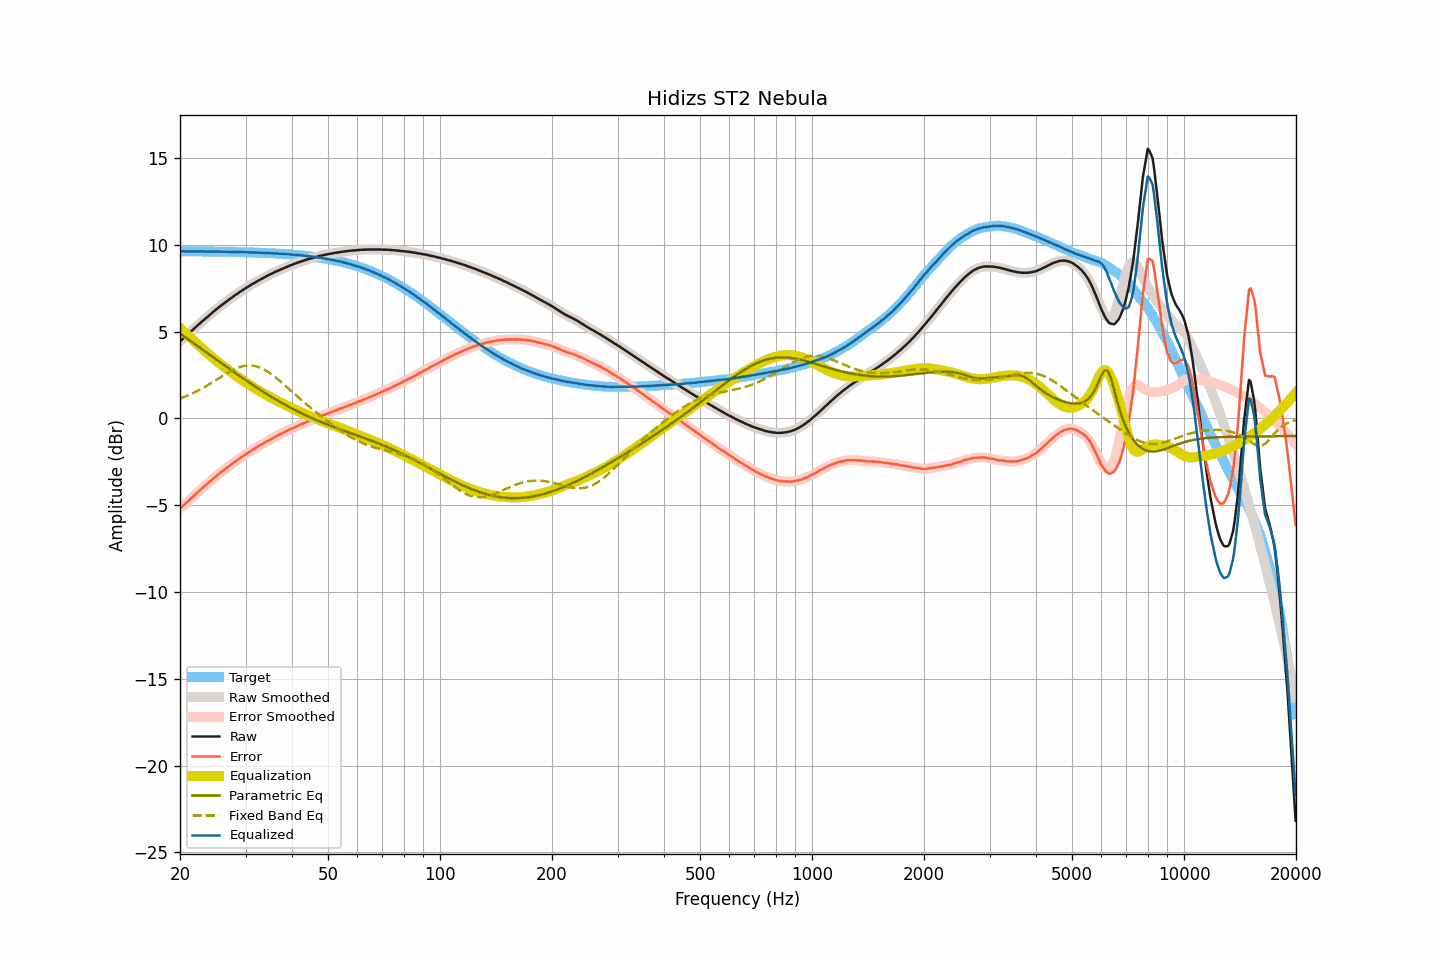 Hidizs ST2 Nebula
Amplitude (dBr)
15
10
5
0
−5
−10
−15
−20
−25
Target
Raw Smoothed
Error Smoothed
Raw
Error
Equalization
Parametric Eq
Fixed Band Eq
Equalized
20 50 100 200 500 1000 2000 5000 10000 20000
Frequency (Hz)